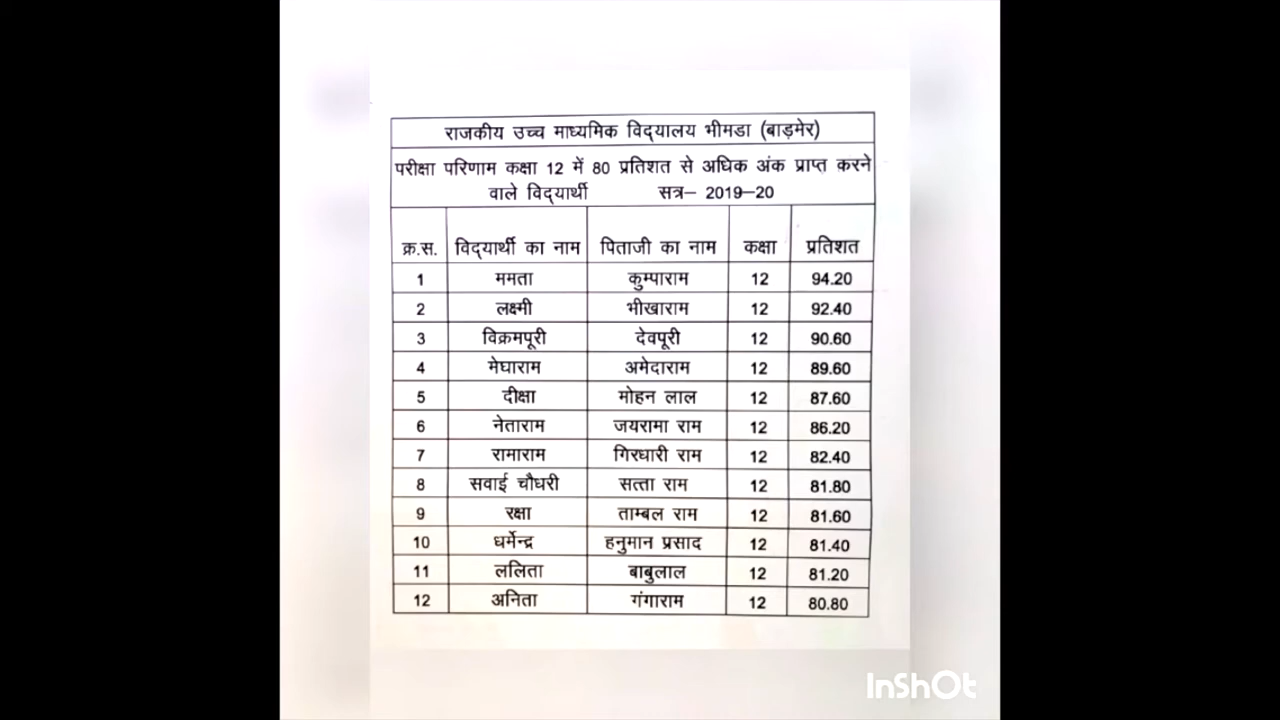 राजकीय उच्च माध्यमिक विद्यालय भीमडा (बाड़मेर)
परीक्षा परिणाम कक्षा 12 में 80 प्रतिशत से अधिक अंक प्राप्त करने
वाले विद्यार्थी सत्र– 2019–20
क्र.स. विद्यार्थी का नाम पिताजी का नाम कक्षा प्रतिशत
1 ममता कुम्पाराम 12 94.20
2 लक्ष्मी भीखाराम 12 92.40
3 विक्रमपूरी देवपूरी 12 90.60
4 मेघाराम अमेदाराम 12 89.60
5 दीक्षा मोहन लाल 12 87.60
6 नेताराम जयरामा राम 12 86.20
7 रामाराम गिरधारी राम 12 82.40
8 सवाई चौधरी सत्ता राम 12 81.80
9 रक्षा ताम्बल राम 12 81.60
10 धर्मेन्द्र हनुमान प्रसाद 12 81.40
11 ललिता बाबुलाल 12 81.20
12 अनिता गंगाराम 12 80.80
InShOt